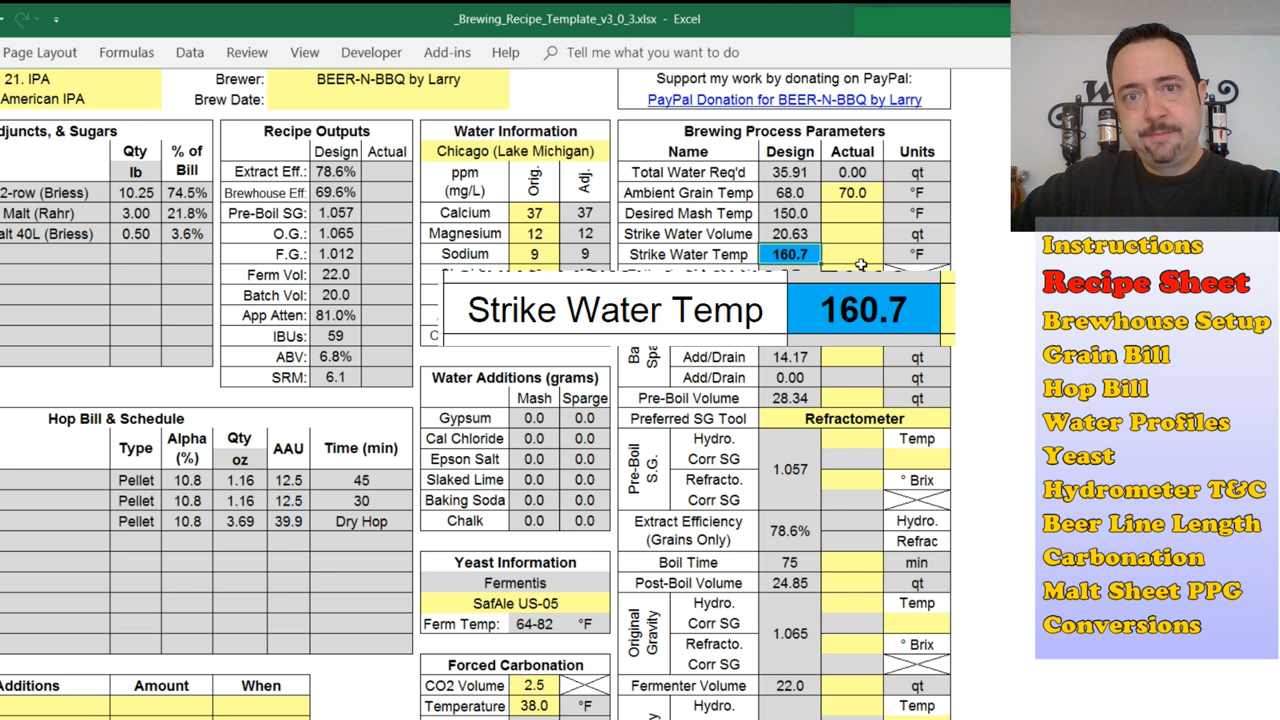 _Brewing_Recipe_Template_v3_0_3.xlsx - Excel
Page Layout Formulas Data Review View Developer Add-ins Help Tell me what you want to do
21. IPA
American IPA
Brewer: BEER-N-BBQ by Larry
Brew Date:
Support my work by donating on PayPal:
PayPal Donation for BEER-N-BBQ by Larry
djuncts, & Sugars
Qty % of
lb Bill
2-row (Briess) 10.25 74.5%
Malt (Rahr) 3.00 21.8%
alt 40L (Briess) 0.50 3.6%
Recipe Outputs
Design Actual
Extract Eff.: 78.6%
Brewhouse Eff: 69.6%
Pre-Boil SG: 1.057
O.G.: 1.065
F.G.: 1.012
Ferm Vol: 22.0
Batch Vol: 20.0
App Atten: 81.0%
IBUs: 59
ABV: 6.8%
SRM: 6.1
Water Information
Chicago (Lake Michigan)
ppm (mg/L) Orig. Adj.
Calcium 37 37
Magnesium 12 12
Sodium 9 9
Brewing Process Parameters
Name Design Actual Units
Total Water Req'd 35.91 0.00 qt
Ambient Grain Temp 68.0 70.0 °F
Desired Mash Temp 150.0 °F
Strike Water Volume 20.63 qt
Strike Water Temp 160.7 °F
Strike Water Temp 160.7
Add/Drain 14.17 qt
Add/Drain 0.00 qt
Pre-Boil Volume 28.34 qt
Preferred SG Tool Refractometer
Pre-Boil S.G.
Hydro. 1.057 Temp
Corr SG
Refracto. ° Brix
Corr SG
Extract Efficiency (Grains Only) 78.6% Hydro.
Refrac
Boil Time 75 min
Post-Boil Volume 24.85 qt
Original Gravity
Hydro. 1.065 Temp
Corr SG
Refracto. ° Brix
Corr SG
Fermenter Volume 22.0 qt
Hydro. Temp
Water Additions (grams)
Mash Sparge
Gypsum 0.0 0.0
Cal Chloride 0.0 0.0
Epsom Salt 0.0 0.0
Slaked Lime 0.0 0.0
Baking Soda 0.0 0.0
Chalk 0.0 0.0
Yeast Information
Fermentis
SafAle US-05
Ferm Temp: 64-82 °F
Forced Carbonation
CO2 Volume 2.5
Temperature 38.0 °F
Hop Bill & Schedule
Type Alpha (%) Qty oz AAU Time (min)
Pellet 10.8 1.16 12.5 45
Pellet 10.8 1.16 12.5 30
Pellet 10.8 3.69 39.9 Dry Hop
Additions Amount When
Instructions
Recipe Sheet
Brewhouse Setup
Grain Bill
Hop Bill
Water Profiles
Yeast
Hydrometer T&C
Beer Line Length
Carbonation
Malt Sheet PPG
Conversions